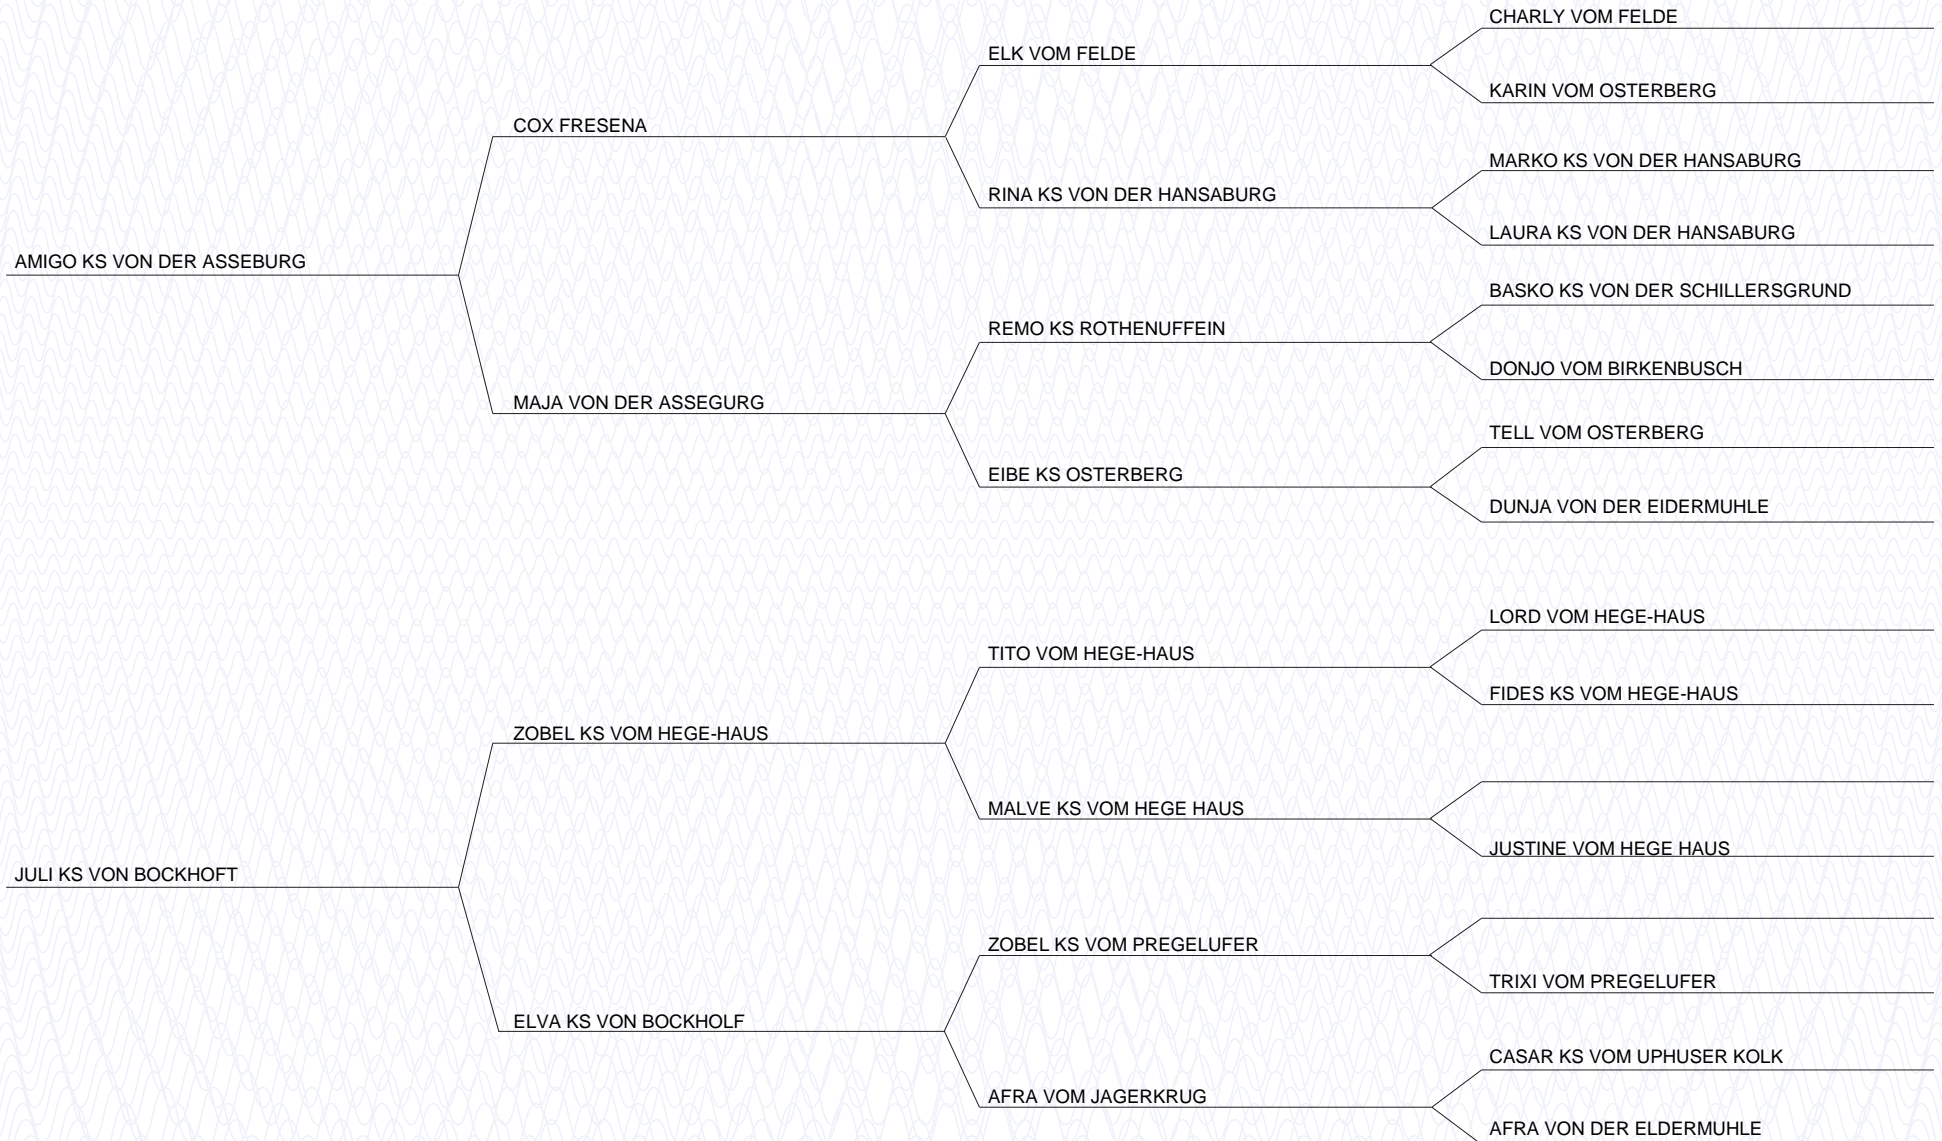 CHARLY VOM FELDE
ELK VOM FELDE
KARIN VOM OSTERBERG
COX FRESENA
MARKO KS VON DER HANSABURG
RINA KS VON DER HANSABURG
LAURA KS VON DER HANSABURG
AMIGO KS VON DER ASSEBURG
BASKO KS VON DER SCHILLERSGRUND
REMO KS ROTHENUFFEIN
DONJO VOM BIRKENBUSCH
MAJA VON DER ASSEGURG
TELL VOM OSTERBERG
EIBE KS OSTERBERG
DUNJA VON DER EIDERMUHLE
LORD VOM HEGE-HAUS
TITO VOM HEGE-HAUS
FIDES KS VOM HEGE-HAUS
ZOBEL KS VOM HEGE-HAUS
MALVE KS VOM HEGE HAUS
JUSTINE VOM HEGE HAUS
JULI KS VON BOCKHOFT
ZOBEL KS VOM PREGELUFER
TRIXI VOM PREGELUFER
ELVA KS VON BOCKHOLF
CASAR KS VOM UPHUSER KOLK
AFRA VOM JAGERKRUG
AFRA VON DER ELDERMUHLE